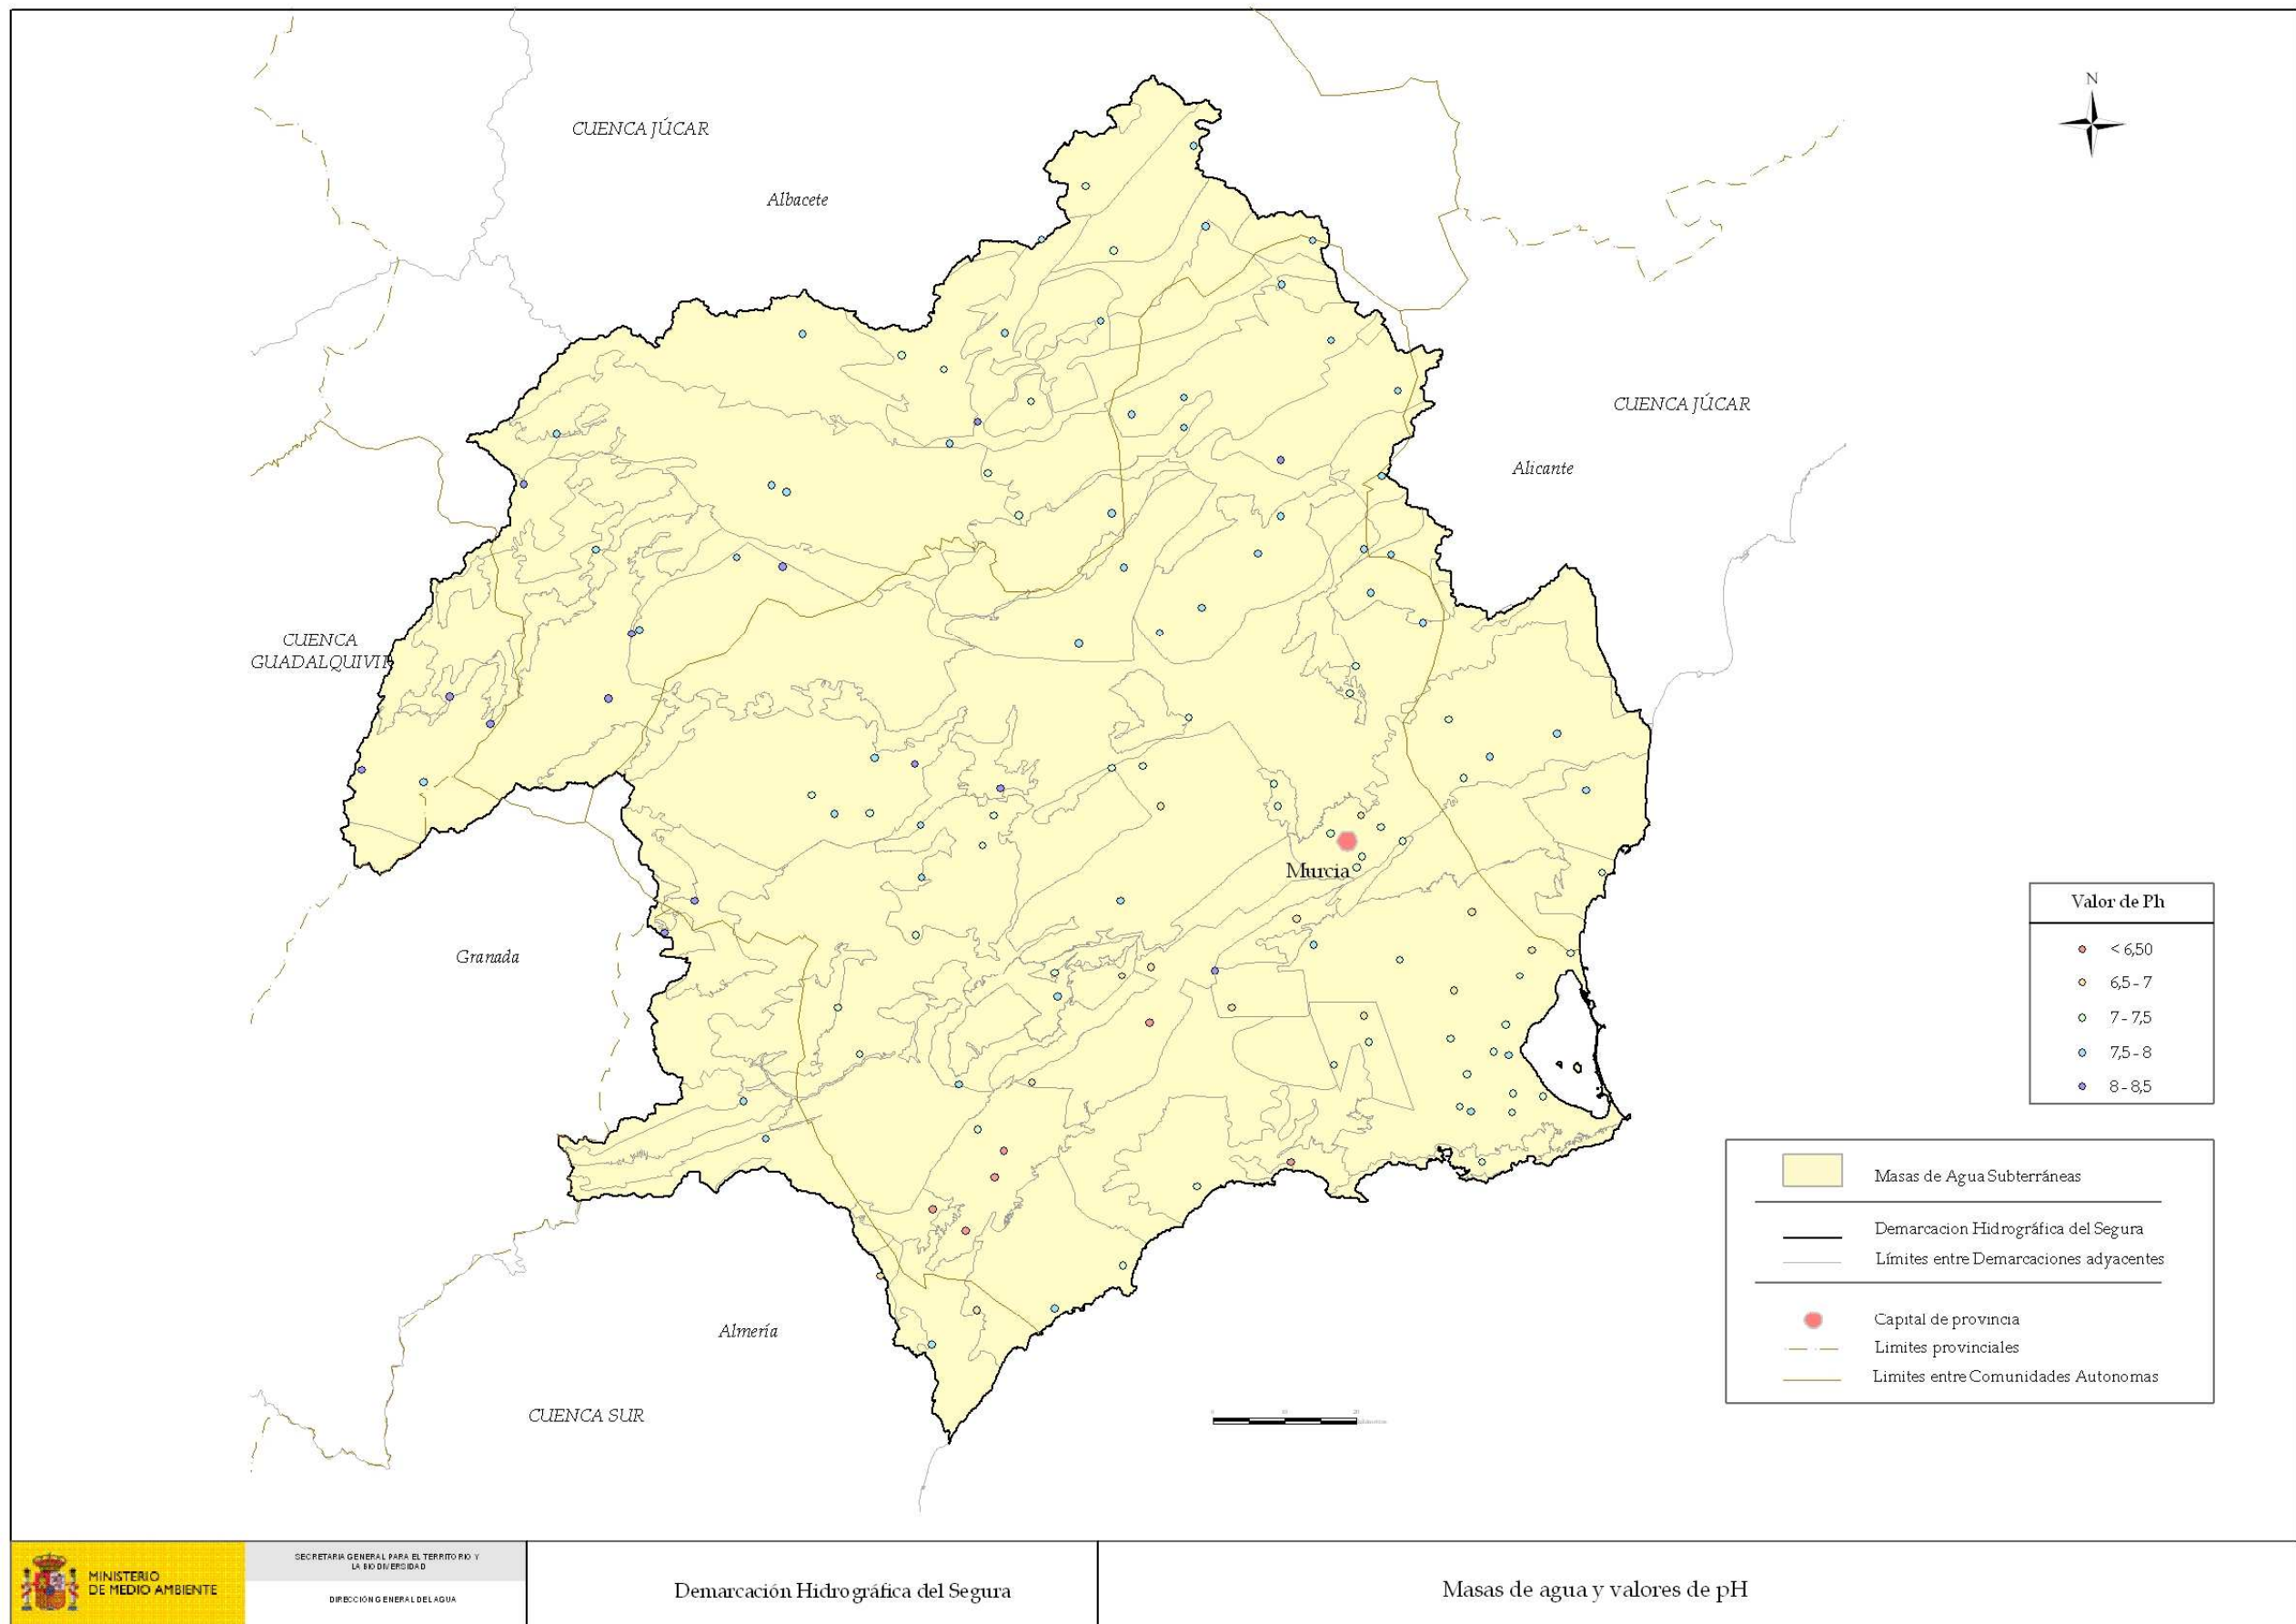 N
CUENCA JÚCAR
Albacete
CUENCA JÚCAR
Alicante
CUENCA
GUADALQUIVIR
Murcia
Granada
Almería
CUENCA SUR
Valor de Ph
< 6,50
6,5 - 7
7 - 7,5
7,5 - 8
8 - 8,5
Masas de Agua Subterráneas
Demarcacion Hidrográfica del Segura
Límites entre Demarcaciones adyacentes
Capital de provincia
Limites provinciales
Limites entre Comunidades Autonomas
0 10 20
MINISTERIO
DE MEDIO AMBIENTE
SECRETARIA GENERAL PARA EL TERRITORIO Y
LA BIODIVERSIDAD
DIRECCIÓN GENERAL DEL AGUA
Demarcación Hidrográfica del Segura
Masas de agua y valores de pH